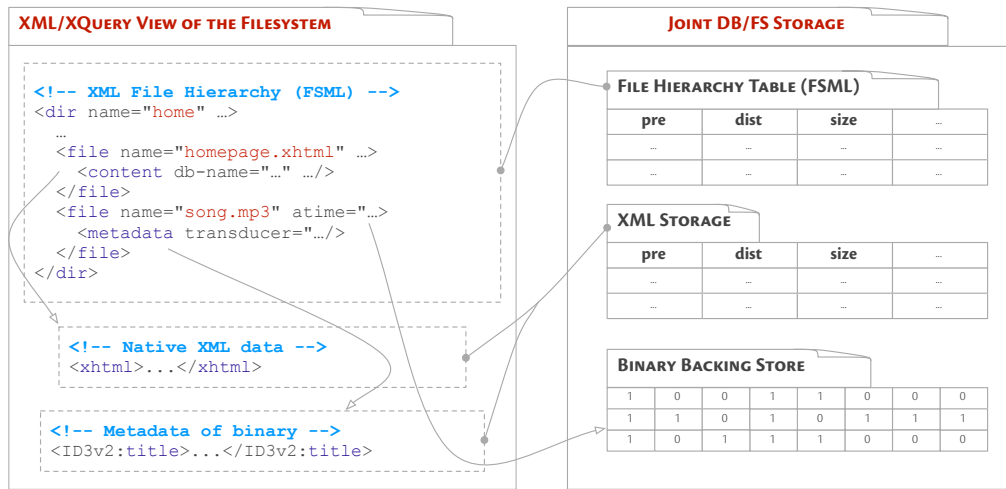 XML/XQuery View of the Filesystem
<!-- XML File Hierarchy (FSML) -->
<dir name="home" …>
…
<file name="homepage.xhtml" …>
<content db-name="…" …/>
</file>
<file name="song.mp3" atime="…>
<metadata transducer="…/>
</file>
</dir>
<!-- Native XML data -->
<xhtml>...</xhtml>
<!-- Metadata of binary -->
<ID3v2:title>...</ID3v2:title>
Joint DB/FS Storage
File Hierarchy Table (FSML)
pre dist size …
… … … …
… … … …
XML Storage
pre dist size …
… … … …
… … … …
Binary Backing Store
1 0 0 1 1 0 0 0
1 1 0 1 0 1 1 1
1 0 1 1 1 0 0 0